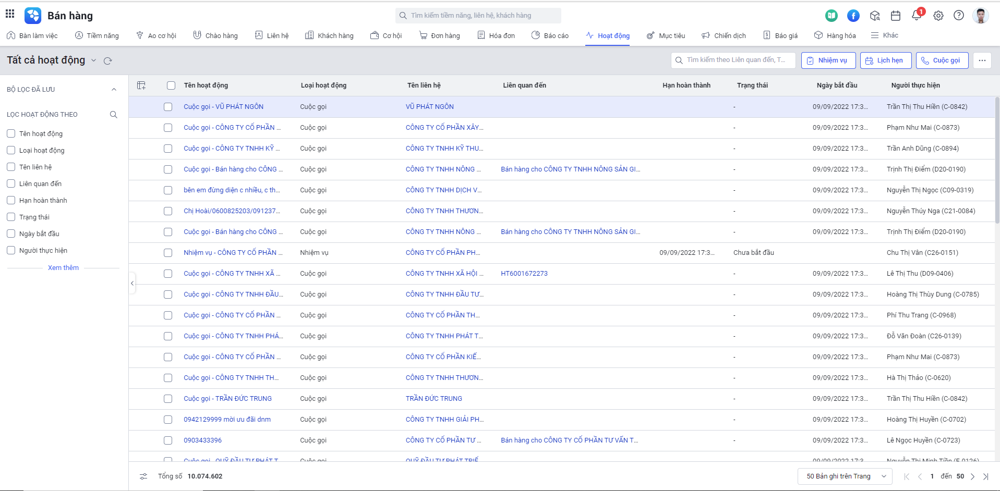 Bán hàng
Tìm kiếm tiềm năng, liên hệ, khách hàng
1
Bàn làm việc Tiềm năng Ao cơ hội Chào hàng Liên hệ Khách hàng Cơ hội Đơn hàng Hóa đơn Báo cáo Hoạt động Mục tiêu Chiến dịch Báo giá Hàng hóa Khác
Tất cả hoạt động
Tìm kiếm theo Liên quan đến, T...
Nhiệm vụ Lịch hẹn Cuộc gọi
BỘ LỌC ĐÃ LƯU
LỌC HOẠT ĐỘNG THEO
Tên hoạt động
Loại hoạt động
Tên liên hệ
Liên quan đến
Hạn hoàn thành
Trạng thái
Ngày bắt đầu
Người thực hiện
Xem thêm
Tên hoạt động Loại hoạt động Tên liên hệ Liên quan đến Hạn hoàn thành Trạng thái Ngày bắt đầu Người thực hiện
Cuộc gọi - VŨ PHÁT NGÔN Cuộc gọi VŨ PHÁT NGÔN - 09/09/2022 17:3... Trần Thị Thu Hiền (C-0842)
Cuộc gọi - CÔNG TY CỔ PHẦN ... Cuộc gọi CÔNG TY CỔ PHẦN XÂY... - 09/09/2022 17:3... Phạm Như Mai (C-0873)
Cuộc gọi - CÔNG TY TNHH KỸ ... Cuộc gọi CÔNG TY TNHH KỸ THU... - 09/09/2022 17:3... Trần Anh Dũng (C-0894)
Cuộc gọi - Bán hàng cho CÔNG ... Cuộc gọi CÔNG TY TNHH NÔNG ... Bán hàng cho CÔNG TY TNHH NÔNG SẢN GI... - 09/09/2022 17:3... Trịnh Thị Điểm (D20-0190)
bên em đừng diện c nhiều, c th... Cuộc gọi CÔNG TY TNHH DỊCH V... - 09/09/2022 17:3... Nguyễn Thị Ngọc (C09-0319)
Chị Hoài/0600825203/091237... Cuộc gọi CÔNG TY TNHH THƯƠN... - 09/09/2022 17:3... Nguyễn Thúy Nga (C21-0084)
Cuộc gọi - Bán hàng cho CÔNG ... Cuộc gọi CÔNG TY TNHH NÔNG ... Bán hàng cho CÔNG TY TNHH NÔNG SẢN GI... - 09/09/2022 17:3... Trịnh Thị Điểm (D20-0190)
Nhiệm vụ - CÔNG TY CỔ PHẦN ... Nhiệm vụ CÔNG TY CỔ PHẦN PH... 09/09/2022 17:3... Chưa bắt đầu Chu Thị Vân (C26-0151)
Cuộc gọi - CÔNG TY TNHH XÃ ... Cuộc gọi CÔNG TY TNHH XÃ HỘI ... HT6001672273 - 09/09/2022 17:3... Lê Thị Thu (D09-0406)
Cuộc gọi - CÔNG TY TNHH ĐẦU... Cuộc gọi CÔNG TY TNHH ĐẦU TƯ... - 09/09/2022 17:3... Hoàng Thị Thùy Dung (C-0785)
Cuộc gọi - CÔNG TY CỔ PHẦN ... Cuộc gọi CÔNG TY CỔ PHẦN TH... - 09/09/2022 17:3... Phí Thu Trang (C-0968)
Cuộc gọi - CÔNG TY TNHH PHÁ... Cuộc gọi CÔNG TY TNHH PHÁT T... - 09/09/2022 17:3... Đỗ Văn Đoàn (C26-0139)
Cuộc gọi - CÔNG TY CỔ PHẦN ... Cuộc gọi CÔNG TY CỔ PHẦN KIẾ... - 09/09/2022 17:3... Phạm Như Mai (C-0873)
Cuộc gọi - CÔNG TY TNHH TH... Cuộc gọi CÔNG TY TNHH THƯƠN... - 09/09/2022 17:3... Hà Thị Thảo (C-0620)
Cuộc gọi - TRẦN ĐỨC TRUNG Cuộc gọi TRẦN ĐỨC TRUNG - 09/09/2022 17:3... Trần Thị Thu Hiền (C-0842)
0942129999 mời ưu đãi dnm Cuộc gọi CÔNG TY TNHH GIẢI PH... - 09/09/2022 17:3... Hoàng Thị Huyền (C-0702)
0903433396 Cuộc gọi CÔNG TY CỔ PHẦN TƯ ... Bán hàng cho CÔNG TY CỔ PHẦN TƯ VẤN T... - 09/09/2022 17:3... Lê Ngọc Huyền (C-0723)
Cuộc gọi - QUỸ ĐẦU TƯ PHÁT T... Cuộc gọi QUỸ ĐẦU TƯ PHÁT TRIỂ... 09/09/2022 17:3... Nguyễn Thị Minh Tiền (E-0126)
Tổng số 10.074.602
50 Bản ghi trên Trang 1 đến 50